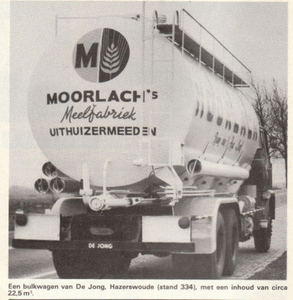 M
MOORLACH's
Meelfabriek
UITHUIZERMEEDEN
DE JONG
Een bulkwagen van De Jong, Hazerswoude (stand 334), met een inhoud van circa
22,5 m³.